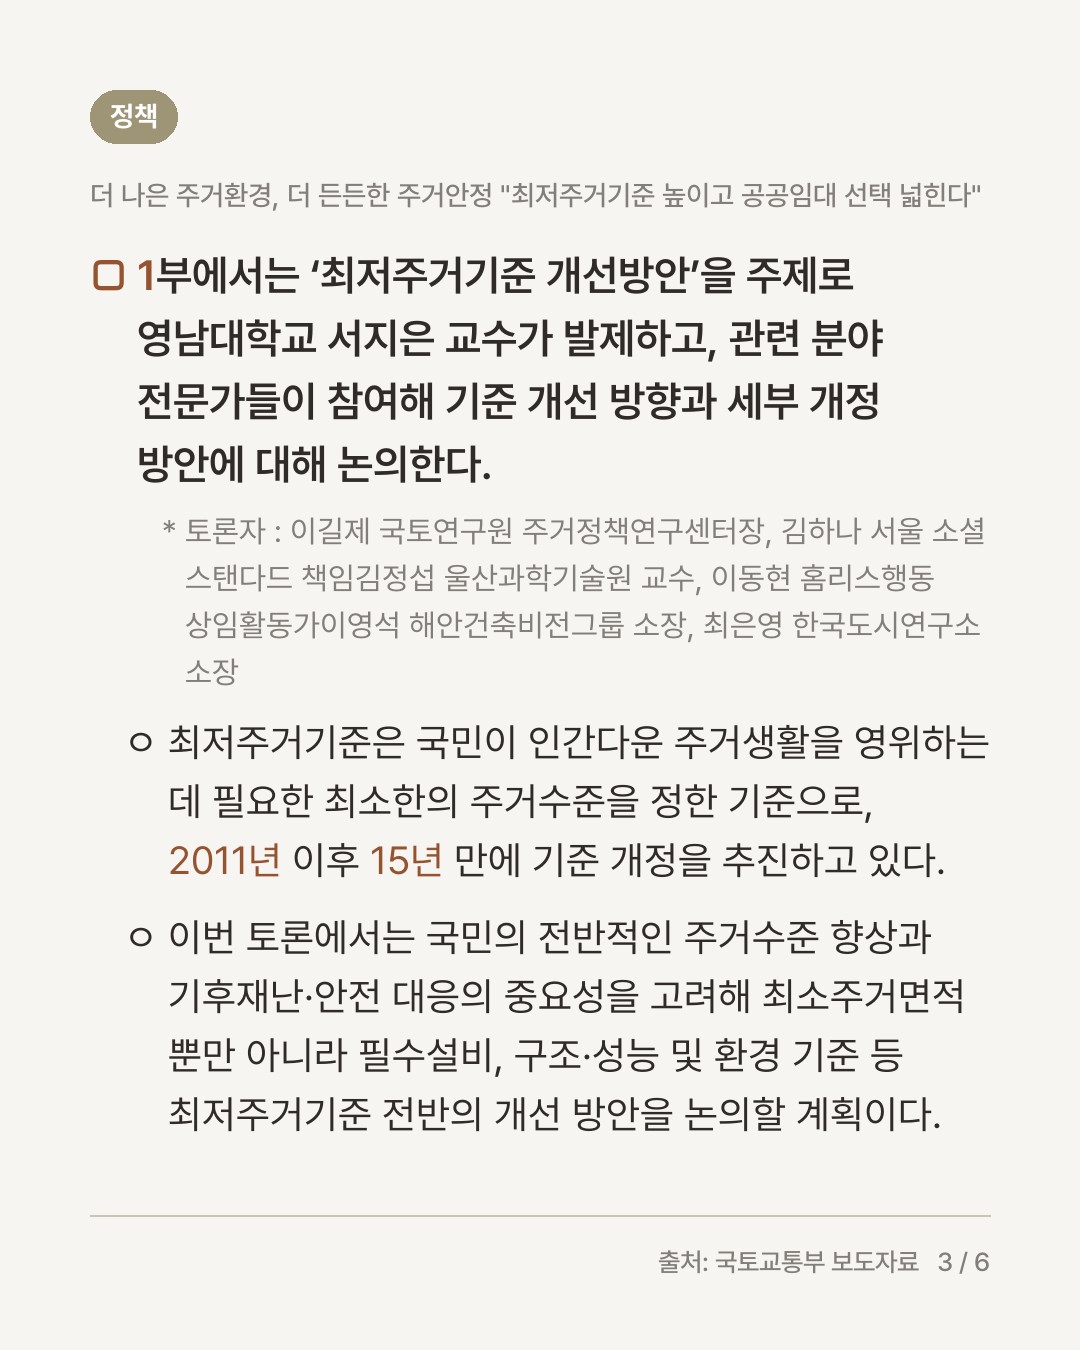 정책
더 나은 주거환경, 더 든든한 주거안정 "최저주거기준 높이고 공공임대 선택 넓힌다"
□ 1부에서는 ‘최저주거기준 개선방안’을 주제로
영남대학교 서지은 교수가 발제하고, 관련 분야
전문가들이 참여해 기준 개선 방향과 세부 개정
방안에 대해 논의한다.
* 토론자 : 이길제 국토연구원 주거정책연구센터장, 김하나 서울 소셜
스탠다드 책임김정섭 울산과학기술원 교수, 이동현 홈리스행동
상임활동가이영석 해안건축비전그룹 소장, 최은영 한국도시연구소
소장
ㅇ 최저주거기준은 국민이 인간다운 주거생활을 영위하는
데 필요한 최소한의 주거수준을 정한 기준으로,
2011년 이후 15년 만에 기준 개정을 추진하고 있다.
ㅇ 이번 토론에서는 국민의 전반적인 주거수준 향상과
기후재난·안전 대응의 중요성을 고려해 최소주거면적
뿐만 아니라 필수설비, 구조·성능 및 환경 기준 등
최저주거기준 전반의 개선 방안을 논의할 계획이다.
출처: 국토교통부 보도자료 3 / 6